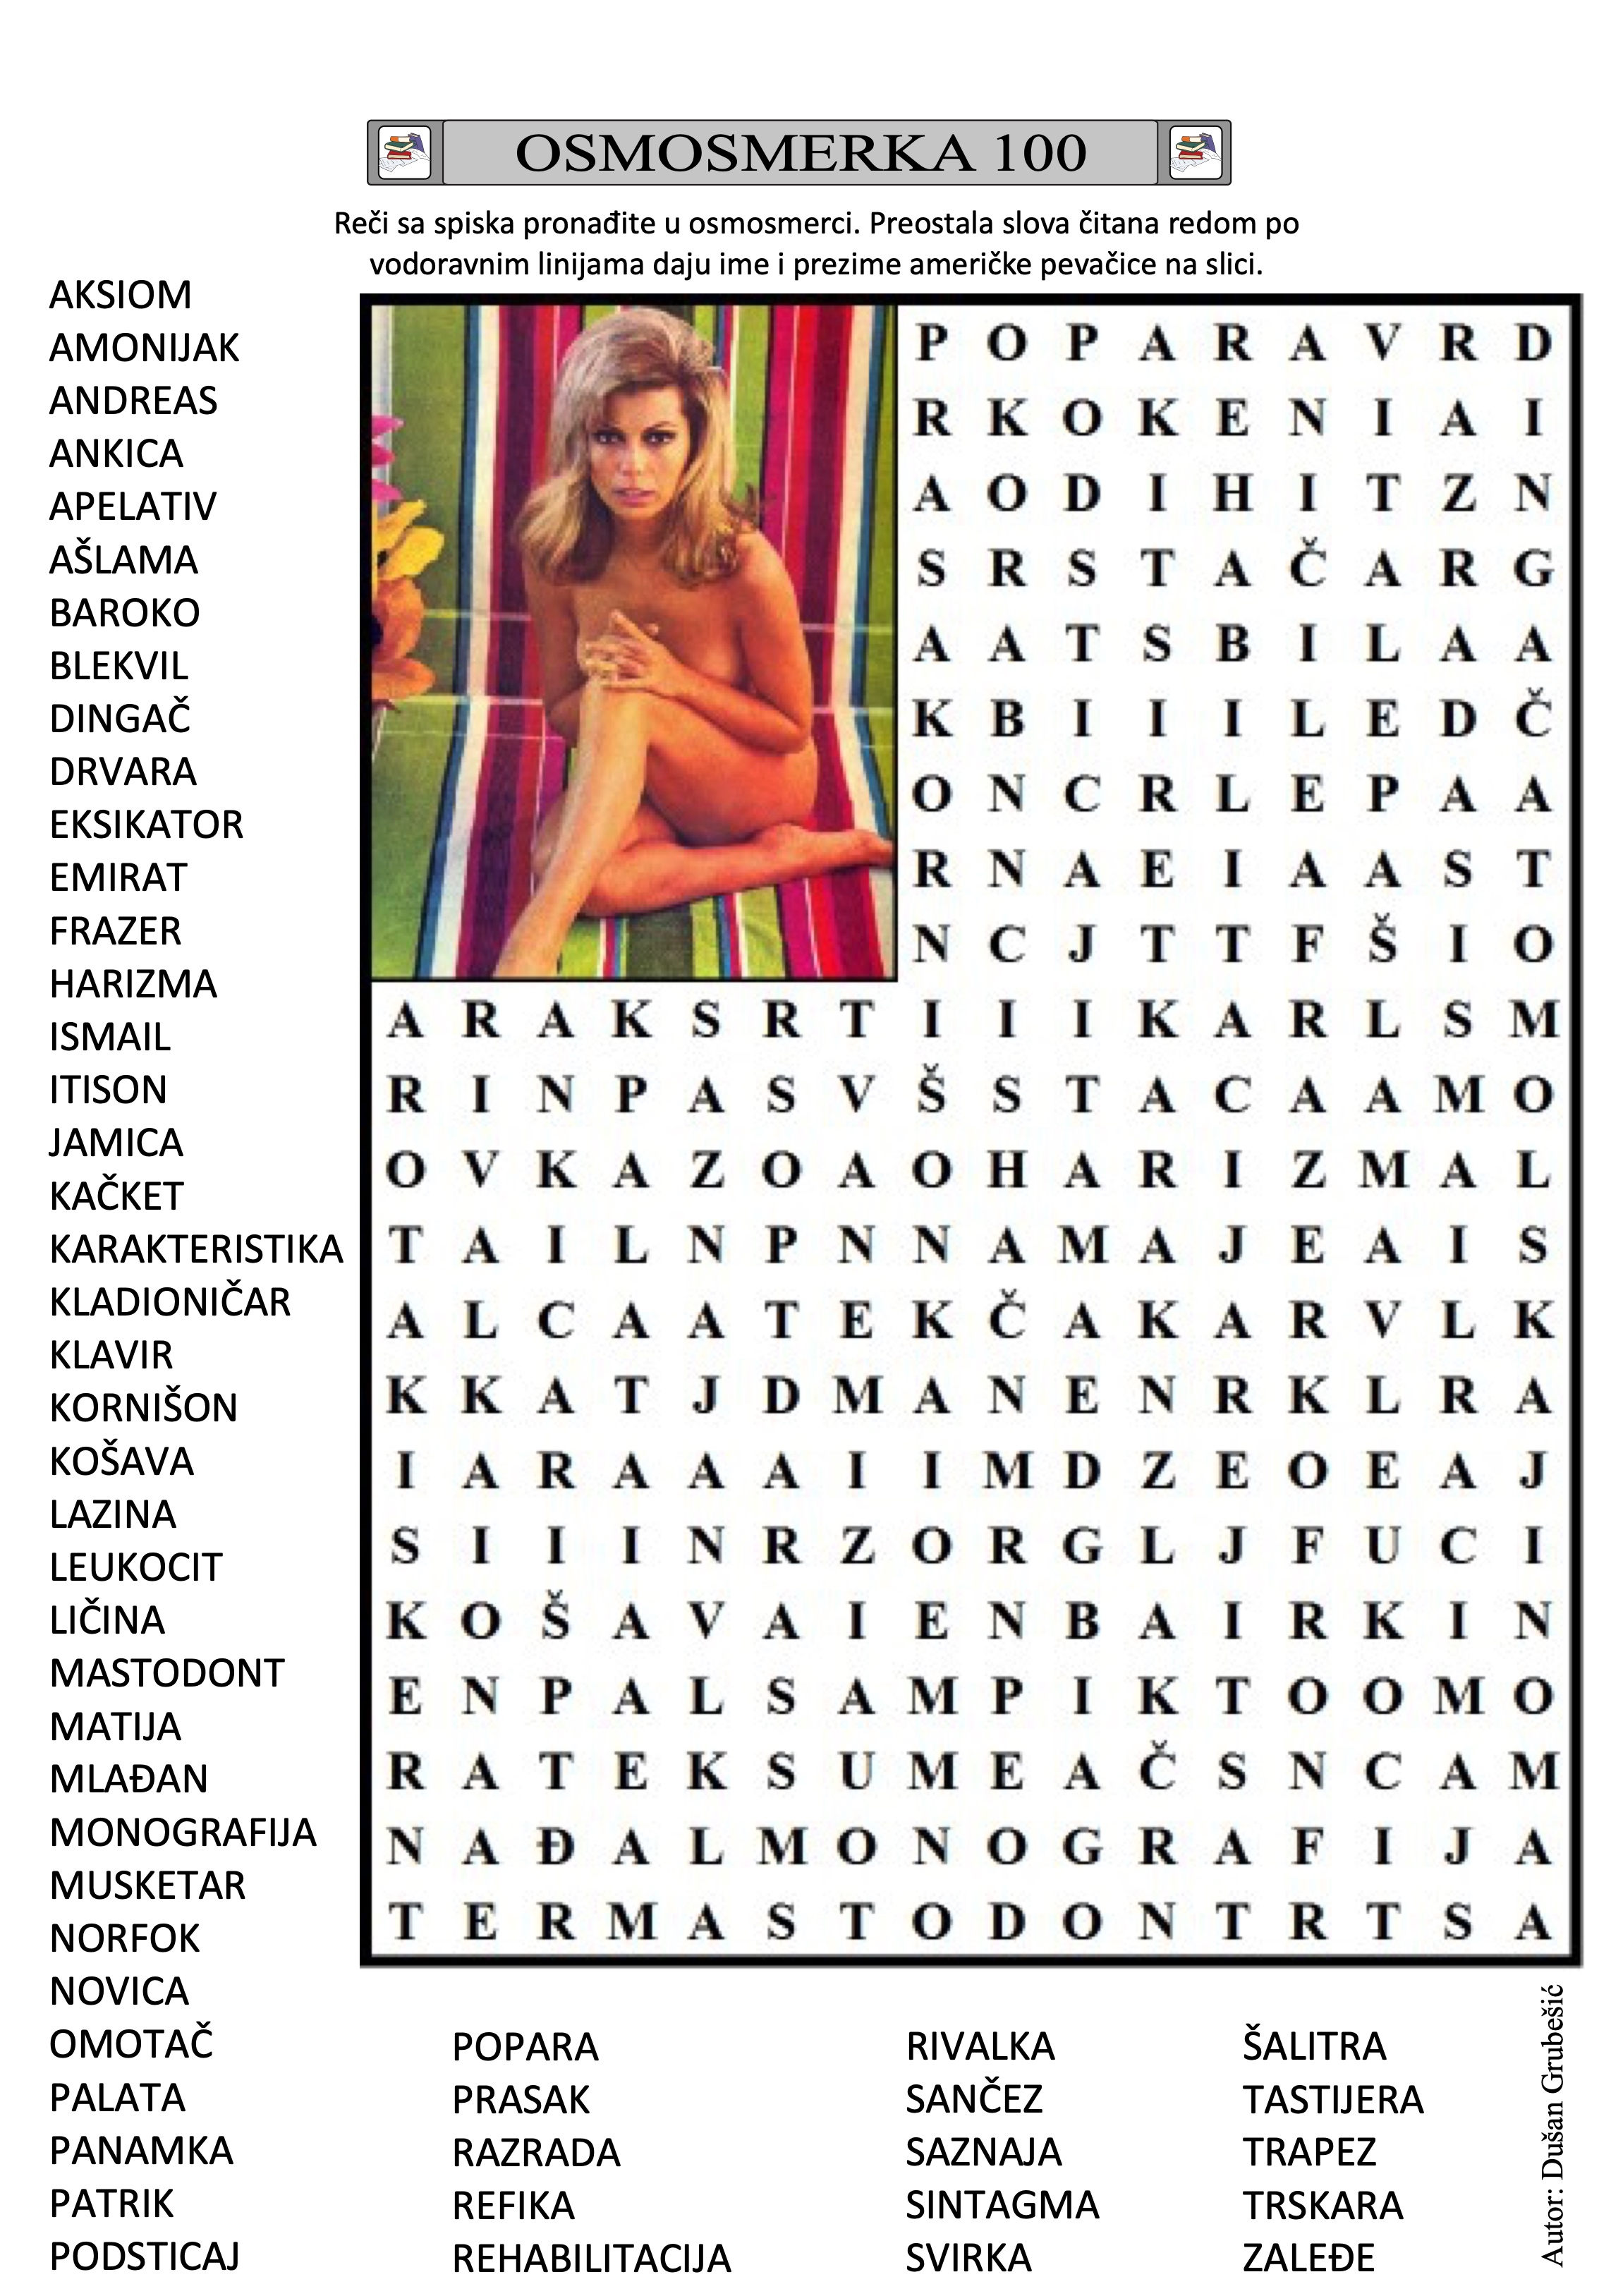 OSMOSMERKA 100
Reči sa spiska pronađite u osmosmerci. Preostala slova čitana redom po
vodoravnim linijama daju ime i prezime američke pevačice na slici.
AKSIOM
AMONIJAK
ANDREAS
ANKICA
APELATIV
AŠLAMA
BAROKO
BLEKVIL
DINGAČ
DRVARA
EKSIKATOR
EMIRAT
FRAZER
HARIZMA
ISMAIL
ITISON
JAMICA
KAČKET
KARAKTERISTIKA
KLADIONIČAR
KLAVIR
KORNIŠON
KOŠAVA
LAZINA
LEUKOCIT
LIČINA
MASTODONT
MATIJA
MLAĐAN
MONOGRAFIJA
MUSKETAR
NORFOK
NOVICA
OMOTAČ
PALATA
PANAMKA
PATRIK
PODSTICAJ
P O P A R A V R D
R K O K E N I A I
A O D I H I T Z N
S R S T A Č A R G
A A T S B I L A A
K B I I I L E D Č
O N C R L E P A A
R N A E I A A S T
N C J T T F Š I O
A R A K S R T I I I K A R L S M
R I N P A S V Š S T A C A A M O
O V K A Z O A O H A R I Z M A L
T A I L N P N N A M A J E A I S
A L C A A T E K Č A K A R V L K
K K A T J D M A N E N R K L R A
I A R A A A I I M D Z E O E A J
S I I I N R Z O R G L J F U C I
K O Š A V A I E N B A I R K I N
E N P A L S A M P I K T O O M O
R A T E K S U M E A Č S N C A M
N A Đ A L M O N O G R A F I J A
T E R M A S T O D O N T R T S A
POPARA
PRASAK
RAZRADA
REFIKA
REHABILITACIJA
RIVALKA
SANČEZ
SAZNAJA
SINTAGMA
SVIRKA
ŠALITRA
TASTIJERA
TRAPEZ
TRSKARA
ZALEĐE
Autor: Dušan Grubešić